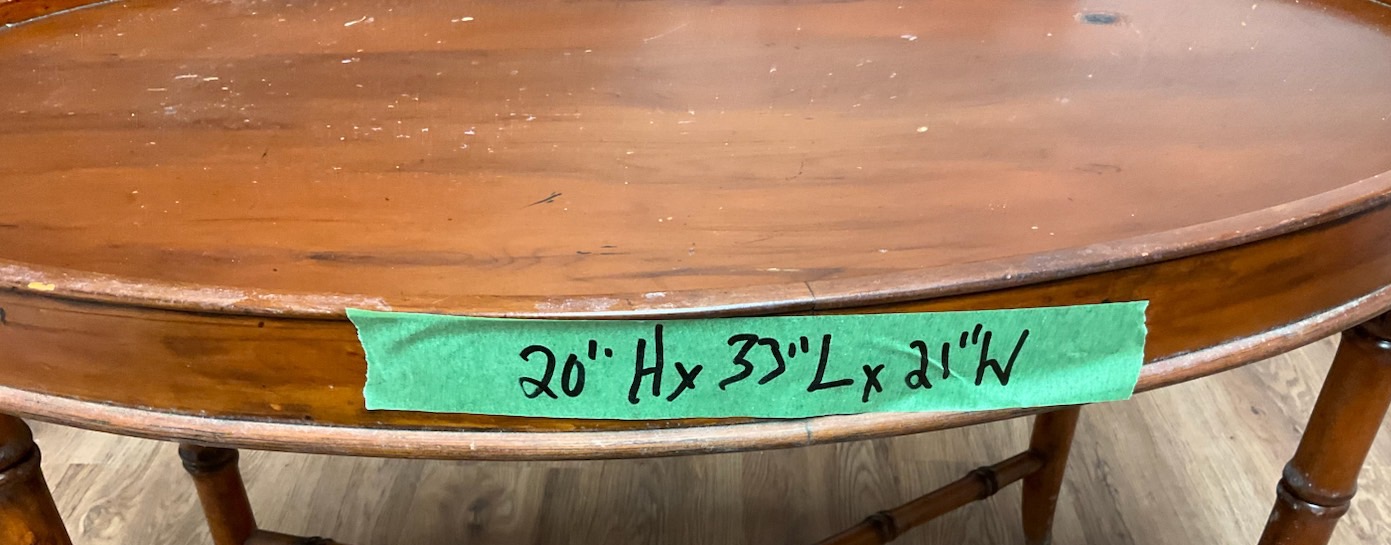 20" H x 33" L x 21" W